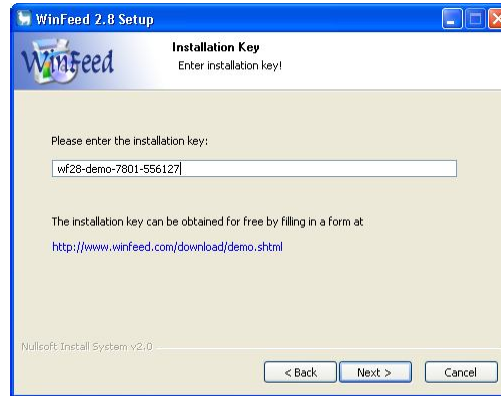 WinFeed 2.8 Setup
WinFeed
Installation Key
Enter installation key!
Please enter the installation key:
wf28-demo-7801-556127
The installation key can be obtained for free by filling in a form at
http://www.winfeed.com/download/demo.shtml
Nullsoft Install System v2.0
< Back Next > Cancel